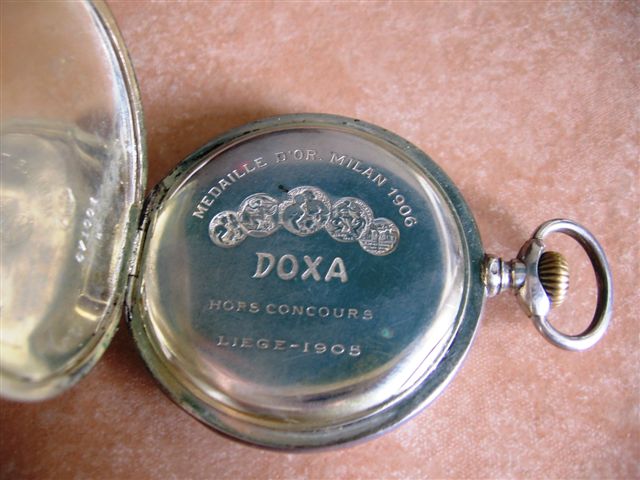 MEDAILLE D'OR. MILAN 1906
DOXA
HORS CONCOURS
LIEGE-1905